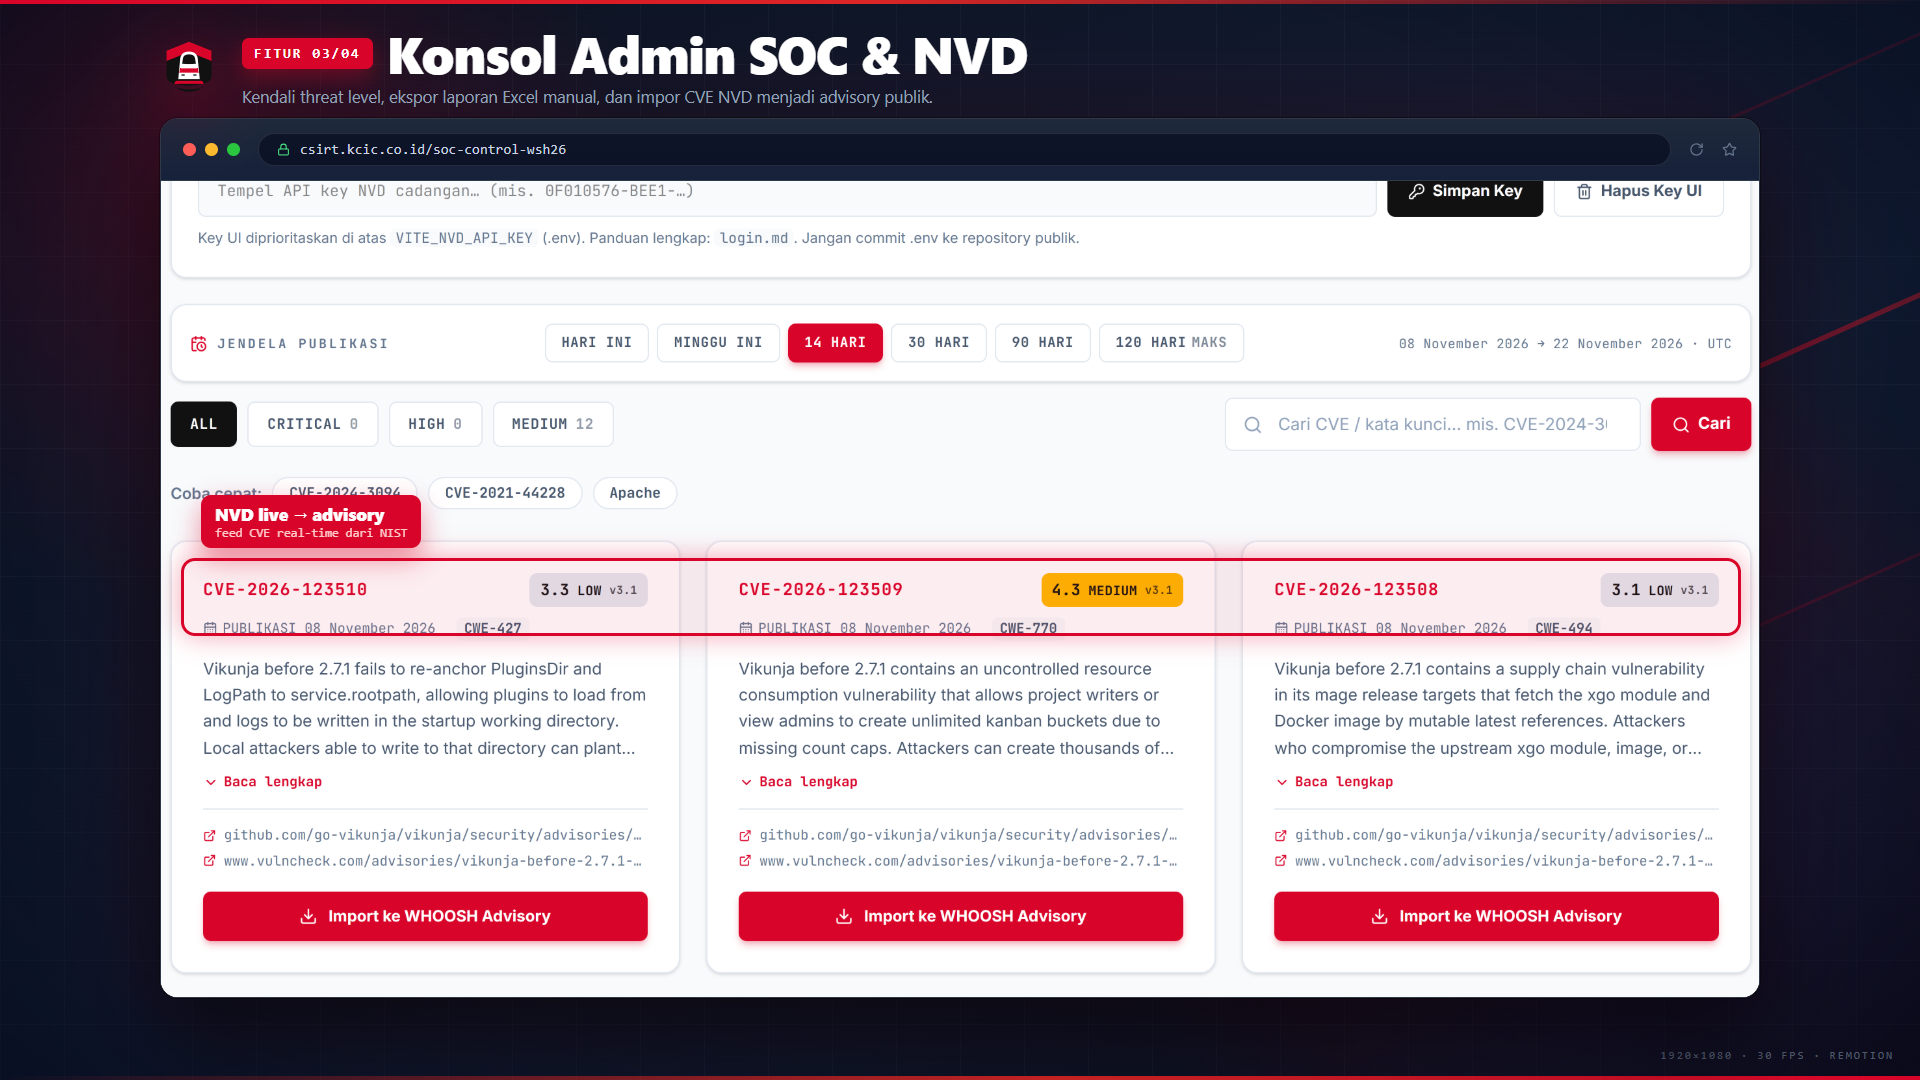 FITUR 03/04
Konsol Admin SOC & NVD
Kendali threat level, ekspor laporan Excel manual, dan impor CVE NVD menjadi advisory publik.
csirt.kcic.co.id/soc-control-wsh26
Tempel API key NVD cadangan… (mis. 0F010576-BEE1-…)
Simpan Key
Hapus Key UI
Key UI diprioritaskan di atas VITE_NVD_API_KEY (.env). Panduan lengkap: login.md . Jangan commit .env ke repository publik.
JENDELA PUBLIKASI
HARI INI
MINGGU INI
14 HARI
30 HARI
90 HARI
120 HARI MAKS
08 November 2026 → 22 November 2026 · UTC
ALL
CRITICAL 0
HIGH 0
MEDIUM 12
Cari CVE / kata kunci... mis. CVE-2024-3
Cari
Coba cepat:
CVE-2024-3094
CVE-2021-44228
Apache
NVD live → advisory
feed CVE real-time dari NIST
CVE-2026-123510
3.3 LOW v3.1
PUBLIKASI 08 November 2026
CWE-427
Vikunja before 2.7.1 fails to re-anchor PluginsDir and
LogPath to service.rootpath, allowing plugins to load from
and logs to be written in the startup working directory.
Local attackers able to write to that directory can plant...
Baca lengkap
github.com/go-vikunja/vikunja/security/advisories/…
www.vulncheck.com/advisories/vikunja-before-2.7.1-…
Import ke WHOOSH Advisory
CVE-2026-123509
4.3 MEDIUM v3.1
PUBLIKASI 08 November 2026
CWE-770
Vikunja before 2.7.1 contains an uncontrolled resource
consumption vulnerability that allows project writers or
view admins to create unlimited kanban buckets due to
missing count caps. Attackers can create thousands of...
Baca lengkap
github.com/go-vikunja/vikunja/security/advisories/…
www.vulncheck.com/advisories/vikunja-before-2.7.1-…
Import ke WHOOSH Advisory
CVE-2026-123508
3.1 LOW v3.1
PUBLIKASI 08 November 2026
CWE-494
Vikunja before 2.7.1 contains a supply chain vulnerability
in its mage release targets that fetch the xgo module and
Docker image by mutable latest references. Attackers
who compromise the upstream xgo module, image, or...
Baca lengkap
github.com/go-vikunja/vikunja/security/advisories/…
www.vulncheck.com/advisories/vikunja-before-2.7.1-…
Import ke WHOOSH Advisory
1920×1080 · 30 FPS · REMOTION